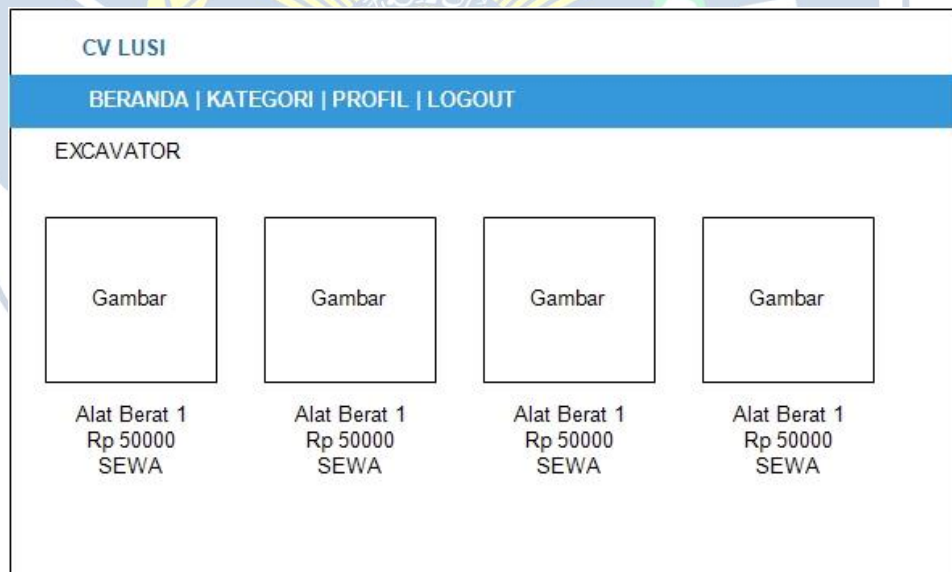 CV LUSI
BERANDA | KATEGORI | PROFIL | LOGOUT
EXCAVATOR
Gambar Gambar Gambar Gambar
Alat Berat 1 Alat Berat 1 Alat Berat 1 Alat Berat 1
Rp 50000 Rp 50000 Rp 50000 Rp 50000
SEWA SEWA SEWA SEWA